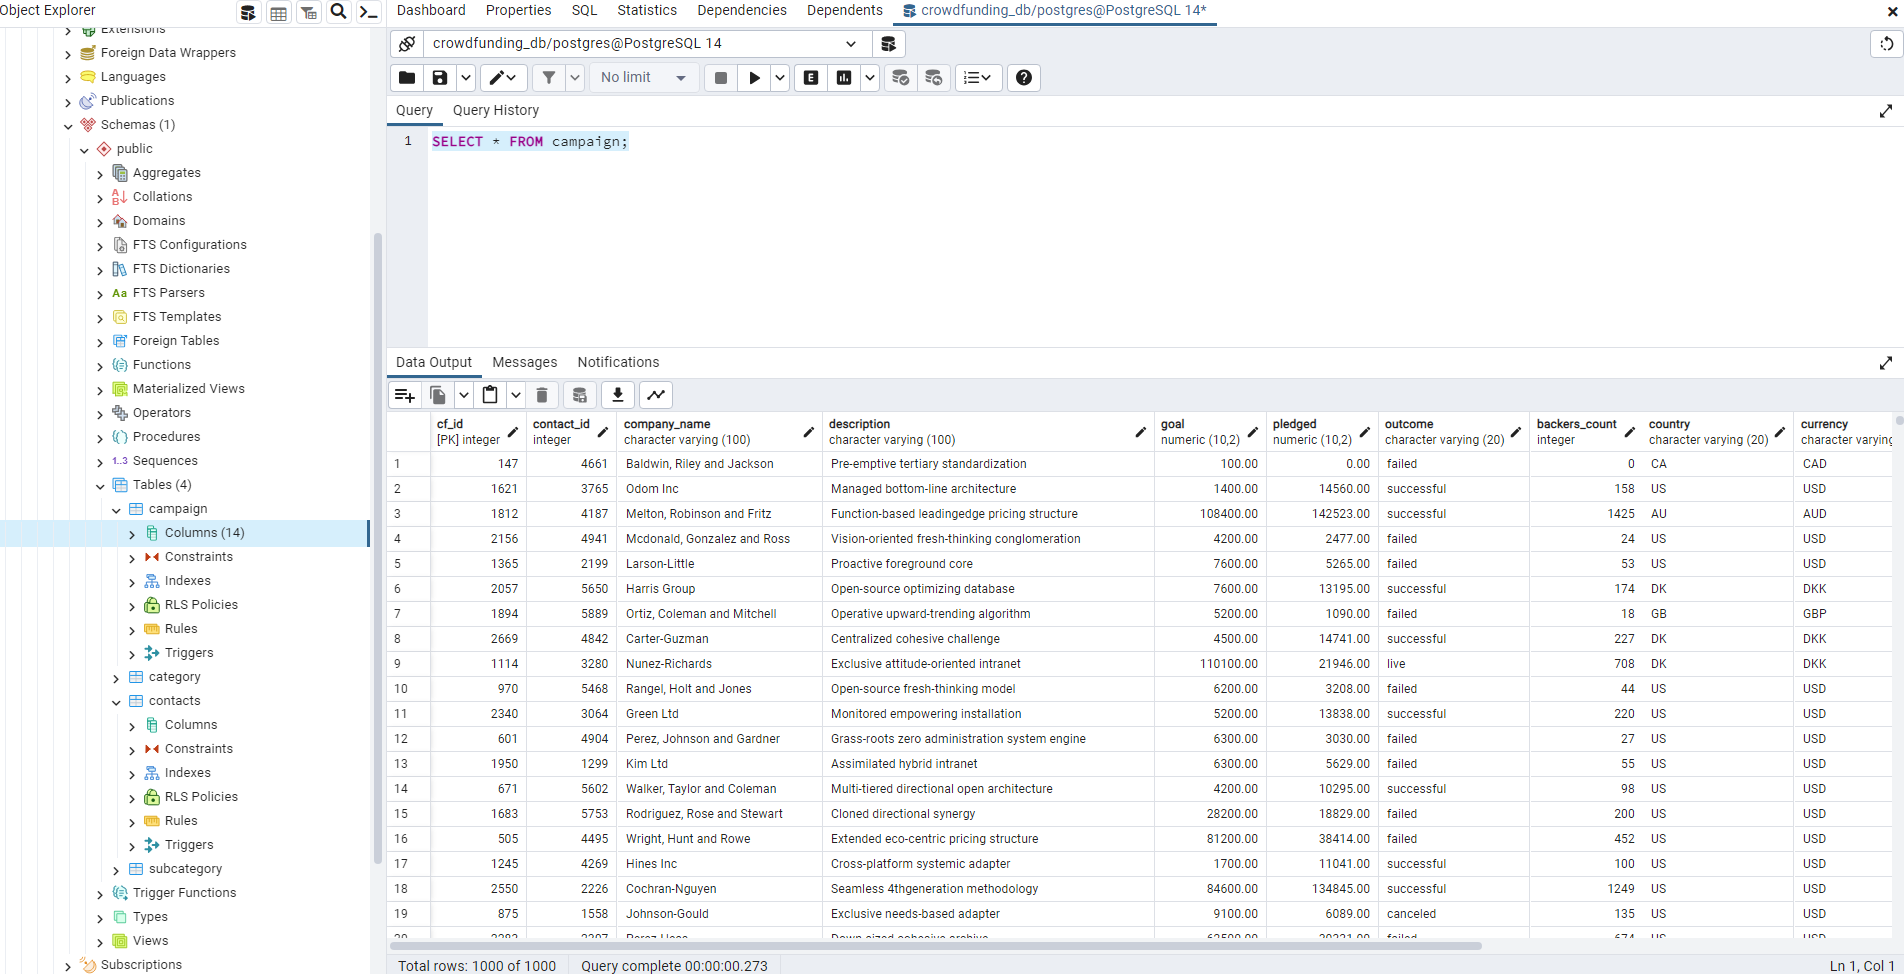 Object Explorer
Extensions
Foreign Data Wrappers
Languages
Publications
Schemas (1)
public
Aggregates
Collations
Domains
FTS Configurations
FTS Dictionaries
Aa FTS Parsers
FTS Templates
Foreign Tables
Functions
Materialized Views
Operators
Procedures
1..3 Sequences
Tables (4)
campaign
Columns (14)
Constraints
Indexes
RLS Policies
Rules
Triggers
category
contacts
Columns
Constraints
Indexes
RLS Policies
Rules
Triggers
subcategory
Trigger Functions
Types
Views
Subscriptions
Dashboard Properties SQL Statistics Dependencies Dependents crowdfunding_db/postgres@PostgreSQL 14*
crowdfunding_db/postgres@PostgreSQL 14
No limit E
Query Query History
1 SELECT * FROM campaign;
Data Output Messages Notifications
cf_id contact_id company_name description goal pledged outcome backers_count country currency
[PK] integer integer character varying (100) character varying (100) numeric (10,2) numeric (10,2) character varying (20) integer character varying (20) character varying
1 147 4661 Baldwin, Riley and Jackson Pre-emptive tertiary standardization 100.00 0.00 failed 0 CA CAD
2 1621 3765 Odom Inc Managed bottom-line architecture 1400.00 14560.00 successful 158 US USD
3 1812 4187 Melton, Robinson and Fritz Function-based leadingedge pricing structure 108400.00 142523.00 successful 1425 AU AUD
4 2156 4941 Mcdonald, Gonzalez and Ross Vision-oriented fresh-thinking conglomeration 4200.00 2477.00 failed 24 US USD
5 1365 2199 Larson-Little Proactive foreground core 7600.00 5265.00 failed 53 US USD
6 2057 5650 Harris Group Open-source optimizing database 7600.00 13195.00 successful 174 DK DKK
7 1894 5889 Ortiz, Coleman and Mitchell Operative upward-trending algorithm 5200.00 1090.00 failed 18 GB GBP
8 2669 4842 Carter-Guzman Centralized cohesive challenge 4500.00 14741.00 successful 227 DK DKK
9 1114 3280 Nunez-Richards Exclusive attitude-oriented intranet 110100.00 21946.00 live 708 DK DKK
10 970 5468 Rangel, Holt and Jones Open-source fresh-thinking model 6200.00 3208.00 failed 44 US USD
11 2340 3064 Green Ltd Monitored empowering installation 5200.00 13838.00 successful 220 US USD
12 601 4904 Perez, Johnson and Gardner Grass-roots zero administration system engine 6300.00 3030.00 failed 27 US USD
13 1950 1299 Kim Ltd Assimilated hybrid intranet 6300.00 5629.00 failed 55 US USD
14 671 5602 Walker, Taylor and Coleman Multi-tiered directional open architecture 4200.00 10295.00 successful 98 US USD
15 1683 5753 Rodriguez, Rose and Stewart Cloned directional synergy 28200.00 18829.00 failed 200 US USD
16 505 4495 Wright, Hunt and Rowe Extended eco-centric pricing structure 81200.00 38414.00 failed 452 US USD
17 1245 4269 Hines Inc Cross-platform systemic adapter 1700.00 11041.00 successful 100 US USD
18 2550 2226 Cochran-Nguyen Seamless 4thgeneration methodology 84600.00 134845.00 successful 1249 US USD
19 875 1558 Johnson-Gould Exclusive needs-based adapter 9100.00 6089.00 canceled 135 US USD
Total rows: 1000 of 1000 Query complete 00:00:00.273 Ln 1, Col 1